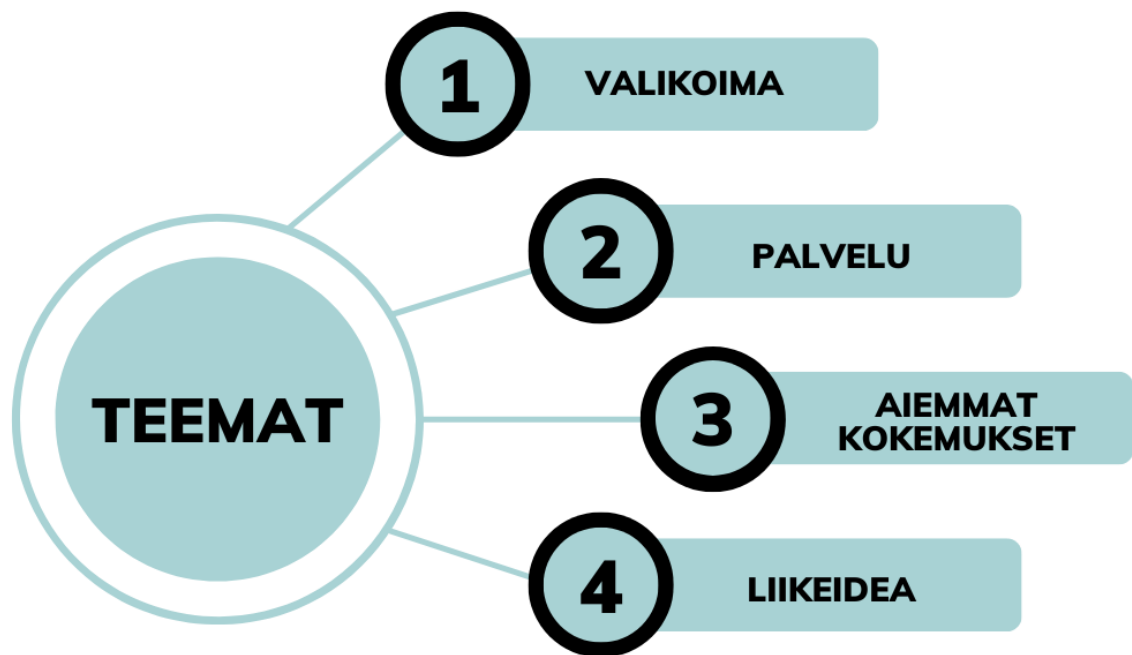 1
VALIKOIMA
2
PALVELU
TEEMAT
3
AIEMMAT
KOKEMUKSET
4
LIIKEIDEA